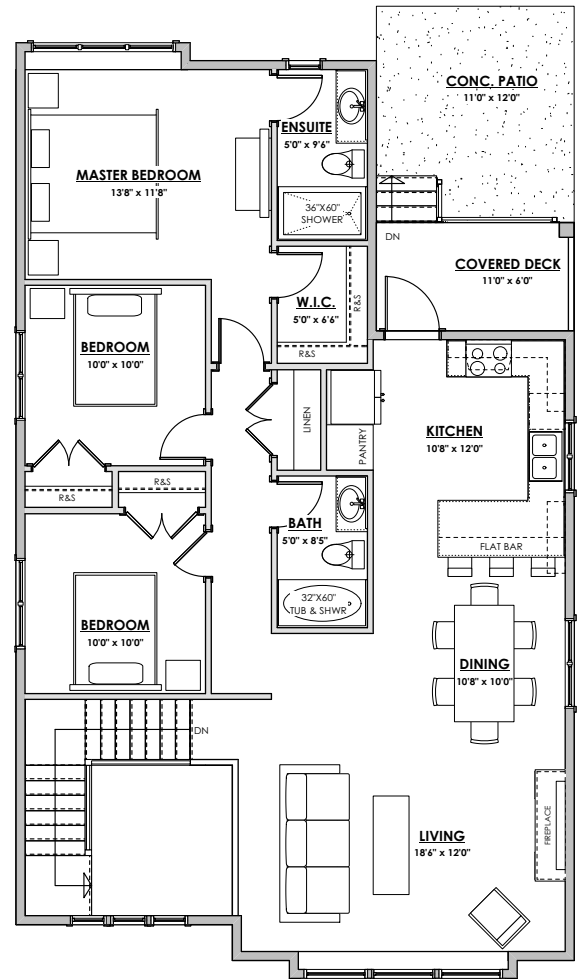 CONC. PATIO
11'0" x 12'0"
ENSUITE
5'0" x 9'6"
MASTER BEDROOM
13'8" x 11'8"
36"X60"
SHOWER
DN
COVERED DECK
11'0" x 6'0"
W.I.C.
5'0" x 6'6"
R&S
R&S
BEDROOM
10'0" x 10'0"
LINEN
PANTRY
KITCHEN
10'8" x 12'0"
R&S
R&S
BATH
5'0" x 8'5"
FLAT BAR
32"X60"
TUB & SHWR
BEDROOM
10'0" x 10'0"
DINING
10'8" x 10'0"
DN
FIREPLACE
LIVING
18'6" x 12'0"